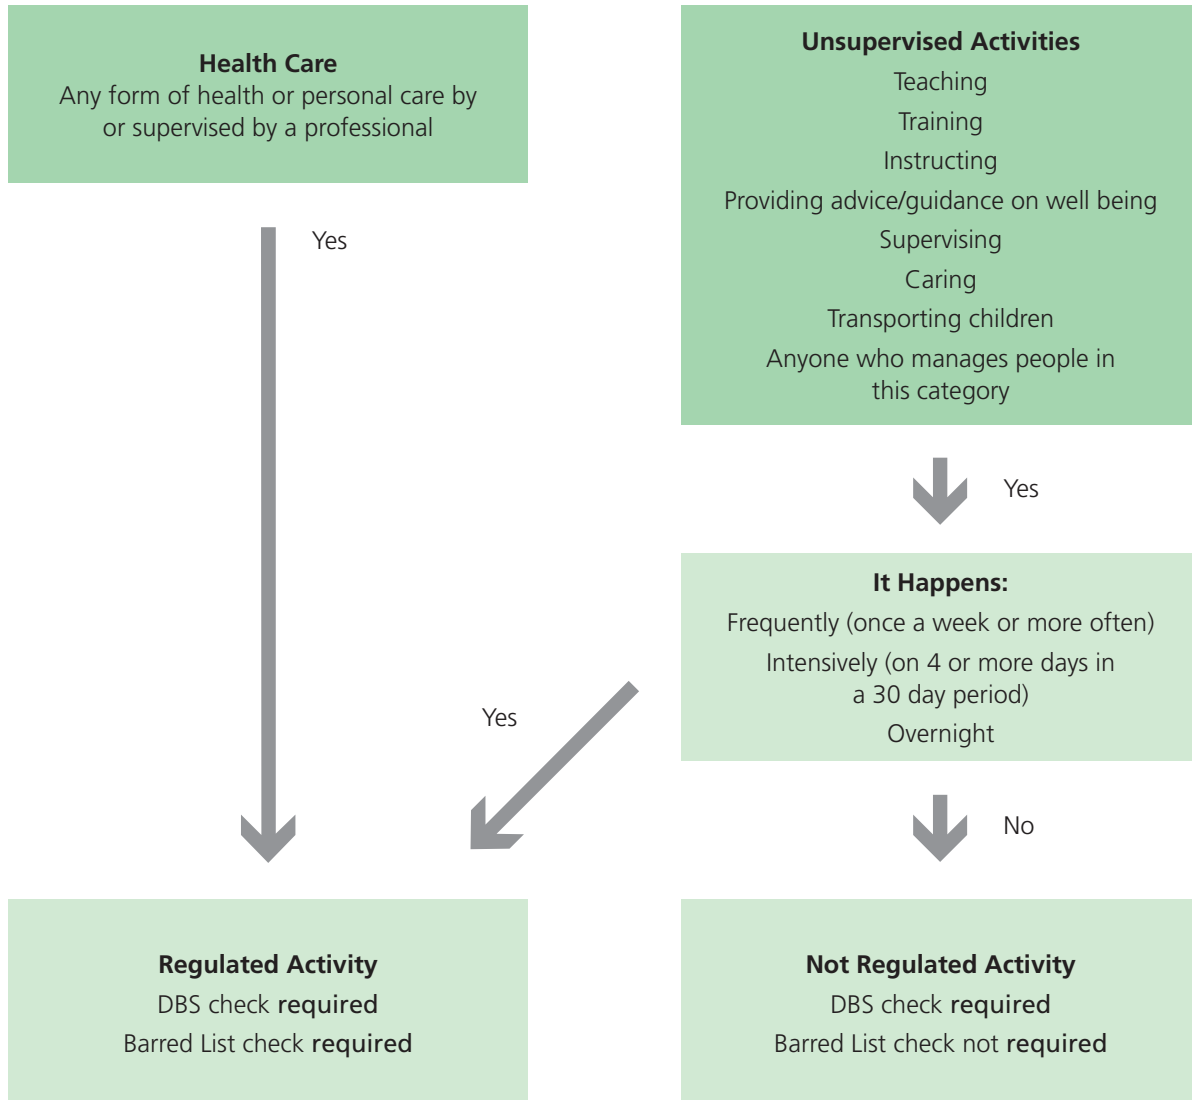 Health Care
Any form of health or personal care by
or supervised by a professional
Yes
Unsupervised Activities
Teaching
Training
Instructing
Providing advice/guidance on well being
Supervising
Caring
Transporting children
Anyone who manages people in
this category
Yes
It Happens:
Frequently (once a week or more often)
Intensively (on 4 or more days in
a 30 day period)
Overnight
Yes
No
Regulated Activity
DBS check required
Barred List check required
Not Regulated Activity
DBS check required
Barred List check not required